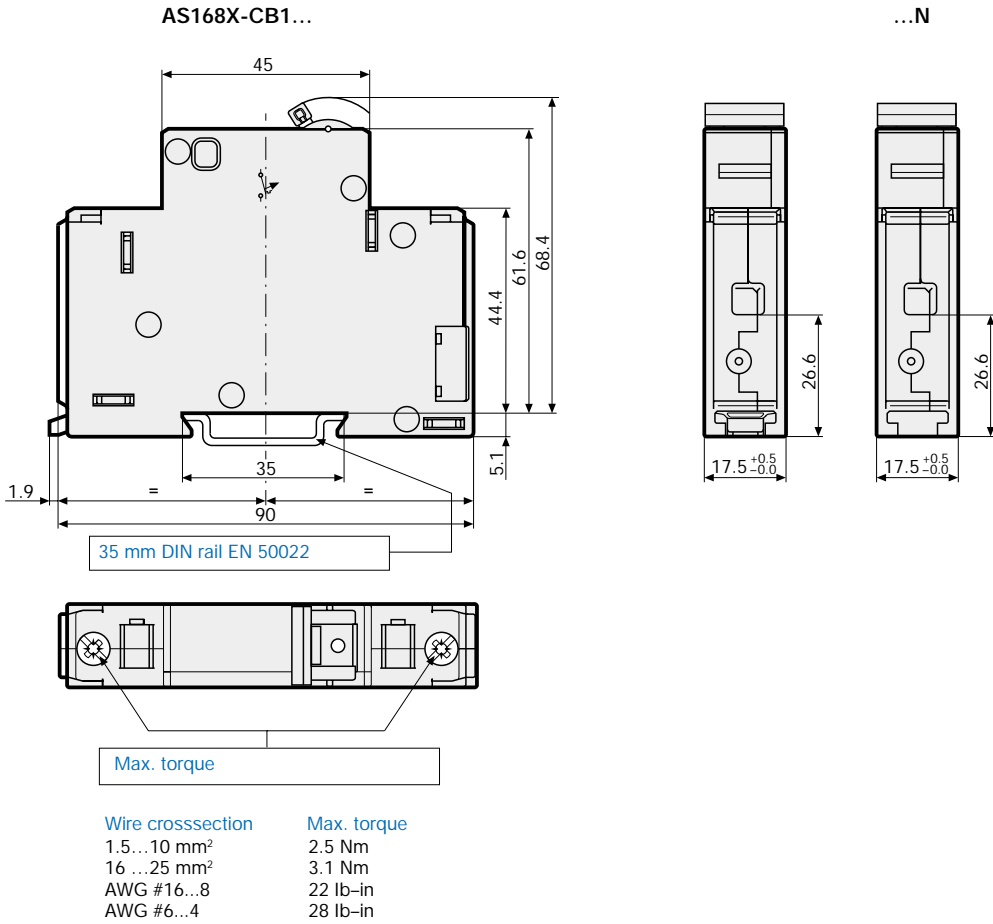 AS168X-CB1...
...N
45
44.4
61.6
68.4
5.1
35
1.9
=
=
90
35 mm DIN rail EN 50022
26.6
17.5 +0.5 -0.0
26.6
17.5 +0.5 -0.0
Max. torque
Wire crosssection Max. torque
1.5...10 mm² 2.5 Nm
16 ...25 mm² 3.1 Nm
AWG #16...8 22 lb–in
AWG #6...4 28 lb–in